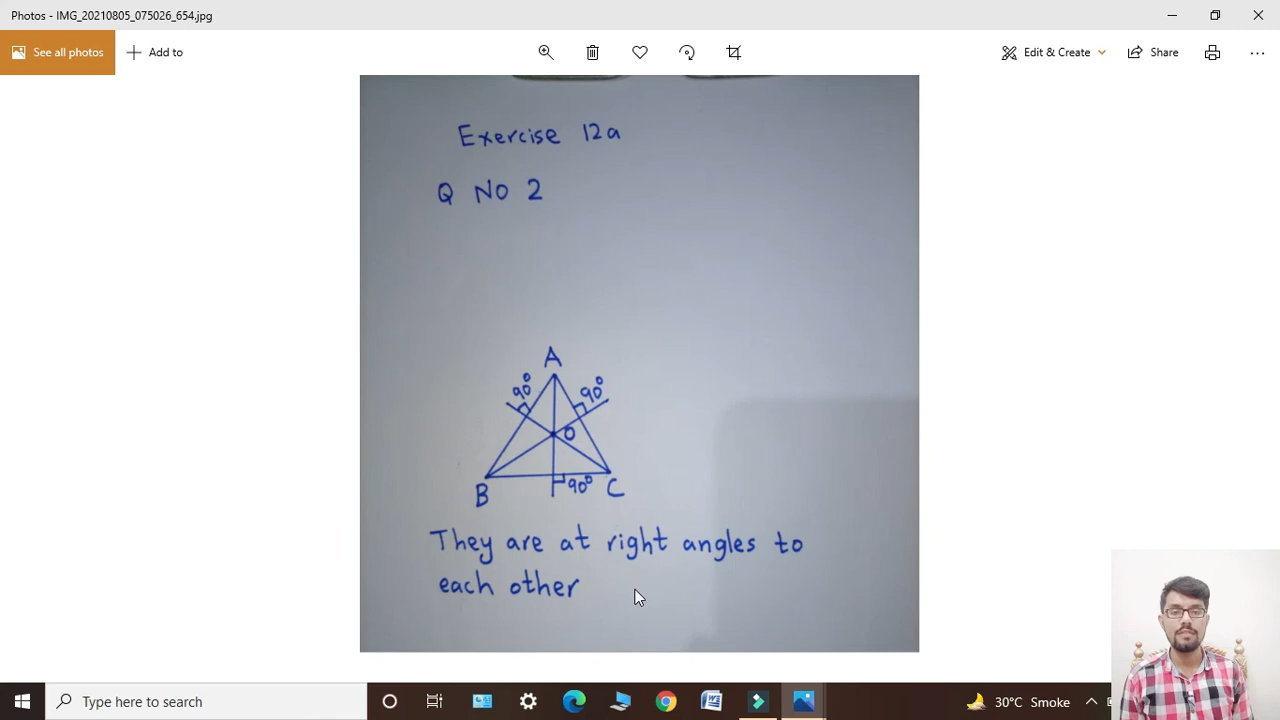 Photos - IMG_20210805_075026_654.jpg
See all photos
Add to
Edit & Create
Share
Exercise 12a
Q No 2
A
90°
90°
O
90°
B
C
They are at right angles to
each other
Type here to search
30°C Smoke